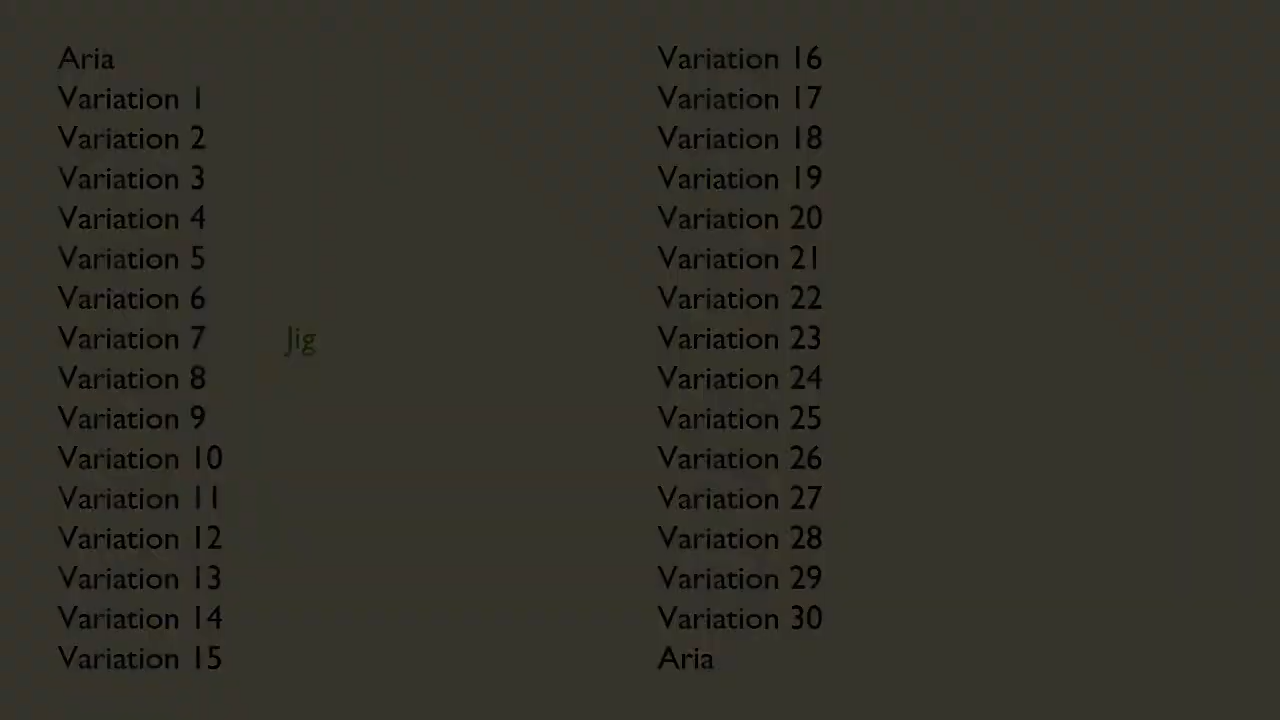 Aria
Variation 1
Variation 2
Variation 3
Variation 4
Variation 5
Variation 6
Variation 7 Jig
Variation 8
Variation 9
Variation 10
Variation 11
Variation 12
Variation 13
Variation 14
Variation 15
Variation 16
Variation 17
Variation 18
Variation 19
Variation 20
Variation 21
Variation 22
Variation 23
Variation 24
Variation 25
Variation 26
Variation 27
Variation 28
Variation 29
Variation 30
Aria